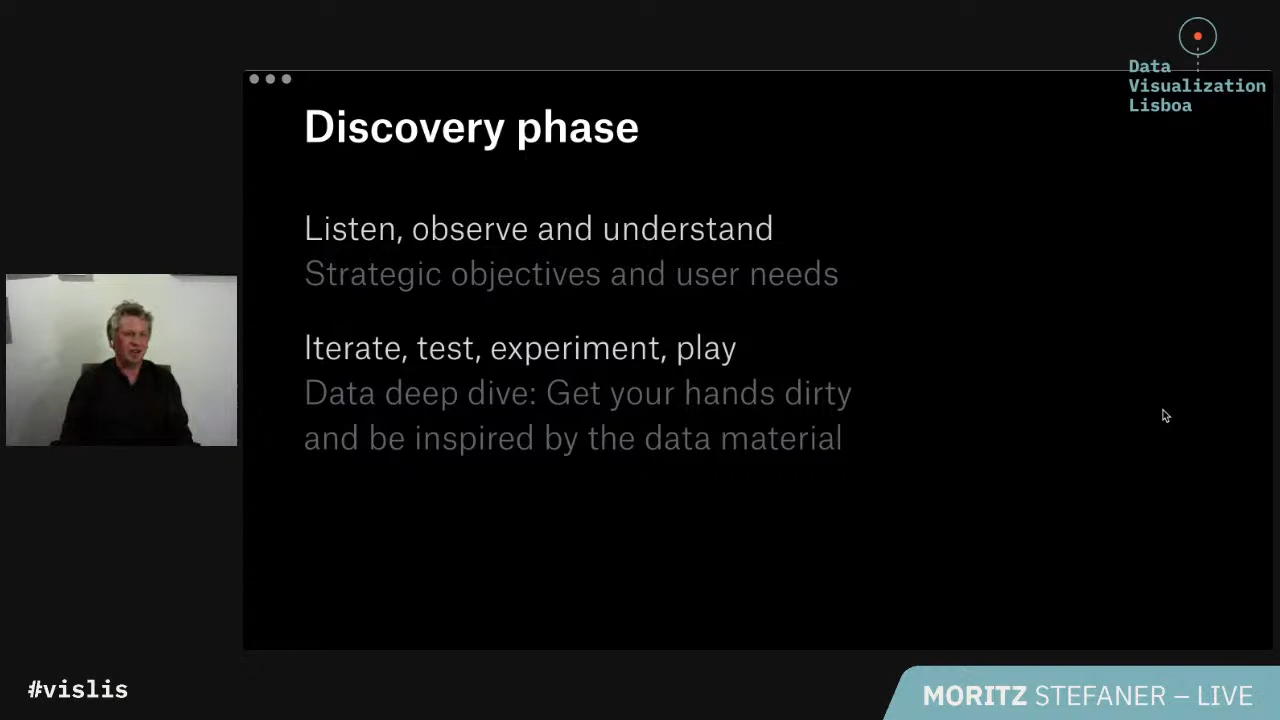 Data
Visualization
Lisboa
Discovery phase
Listen, observe and understand
Strategic objectives and user needs
Iterate, test, experiment, play
Data deep dive: Get your hands dirty
and be inspired by the data material
#vislis
MORITZ STEFANER – LIVE